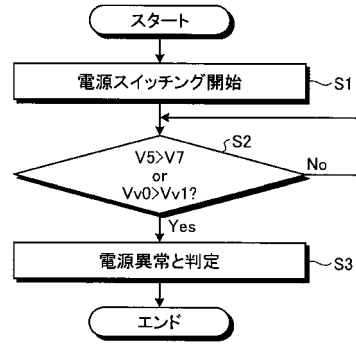 スタート
電源スイッチング開始
S1
V5>V7
or
Vv0>Vv1?
S2
No
Yes
電源異常と判定
S3
エンド